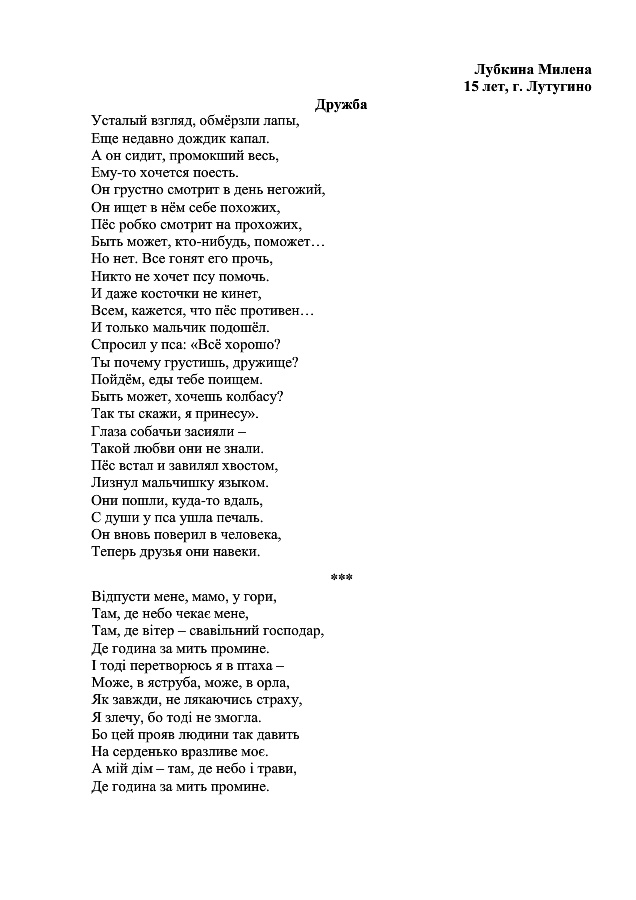 Лубкина Милена
15 лет, г. Лутугино
Дружба
Усталый взгляд, обмёрзли лапы,
Еще недавно дождик капал.
А он сидит, промокший весь,
Ему-то хочется поесть.
Он грустно смотрит в день негожий,
Он ищет в нём себе похожих,
Пёс робко смотрит на прохожих,
Быть может, кто-нибудь, поможет…
Но нет. Все гонят его прочь,
Никто не хочет псу помочь.
И даже косточки не кинет,
Всем, кажется, что пёс противен…
И только мальчик подошёл.
Спросил у пса: «Всё хорошо?
Ты почему грустишь, дружище?
Пойдём, еды тебе поищем.
Быть может, хочешь колбасу?
Так ты скажи, я принесу».
Глаза собачьи засияли –
Такой любви они не знали.
Пёс встал и завилял хвостом,
Лизнул мальчишку языком.
Они пошли, куда-то вдаль,
С души у пса ушла печаль.
Он вновь поверил в человека,
Теперь друзья они навеки.
***
Відпусти мене, мамо, у гори,
Там, де небо чекає мене,
Там, де вітер – свавільний господар,
Де година за мить промине.
І тоді перетворюсь я в птаха –
Може, в яструба, може, в орла,
Як завжди, не лякаючись страху,
Я злечу, бо тоді не змогла.
Бо цей прояв людини так давить
На серденько вразливе моє.
А мій дім – там, де небо і трави,
Де година за мить промине.